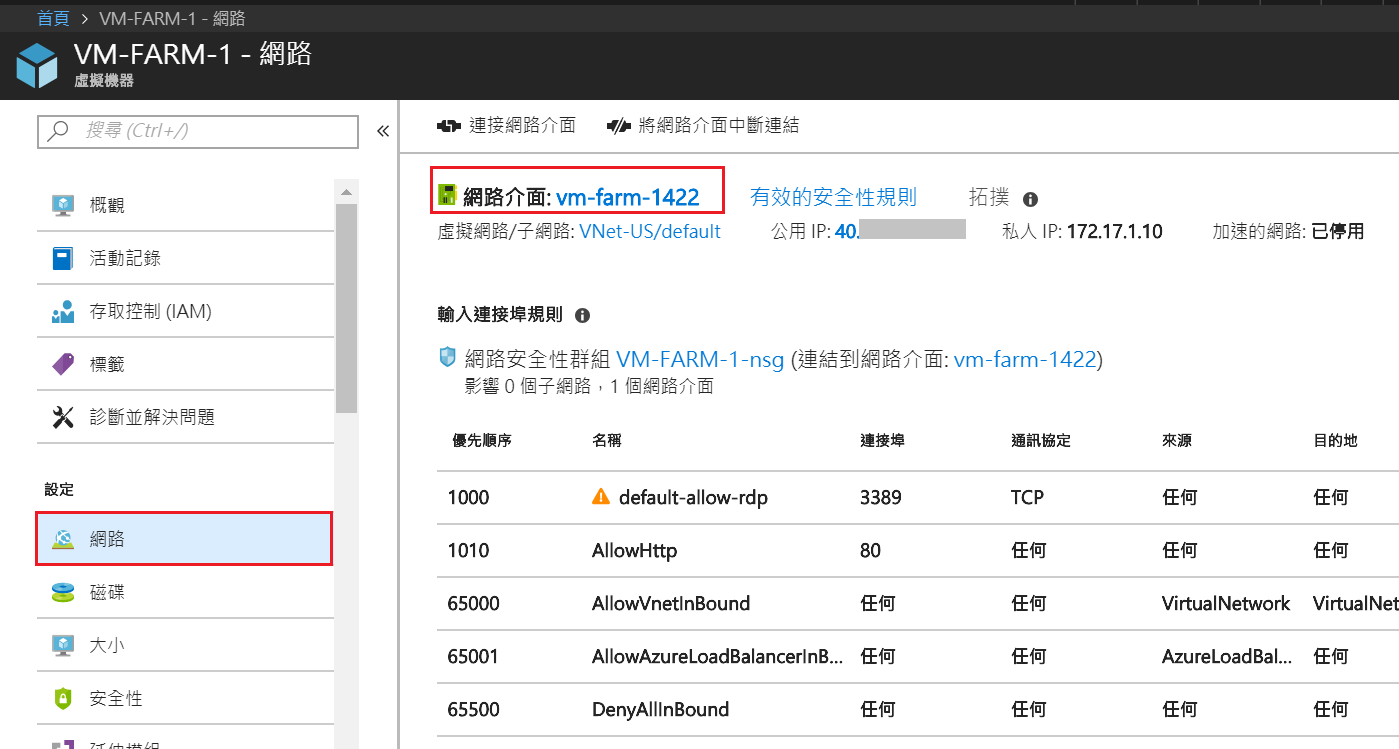 首頁 > VM-FARM-1 - 網路
VM-FARM-1 - 網路
虛擬機器
搜尋 (Ctrl+/)
概觀
活動記錄
存取控制 (IAM)
標籤
診斷並解決問題
設定
網路
磁碟
大小
安全性
連接網路介面 將網路介面中斷連結
網路介面: vm-farm-1422 有效的安全性規則 拓撲
虛擬網路/子網路: VNet-US/default 公用 IP: 40. 私人 IP: 172.17.1.10 加速的網路: 已停用
輸入連接埠規則
網路安全性群組 VM-FARM-1-nsg (連結到網路介面: vm-farm-1422)
影響 0 個子網路，1 個網路介面
優先順序 名稱 連接埠 通訊協定 來源 目的地
1000 default-allow-rdp 3389 TCP 任何 任何
1010 AllowHttp 80 任何 任何 任何
65000 AllowVnetInBound 任何 任何 VirtualNetwork VirtualNet
65001 AllowAzureLoadBalancerInB... 任何 任何 AzureLoadBal... 任何
65500 DenyAllInBound 任何 任何 任何 任何